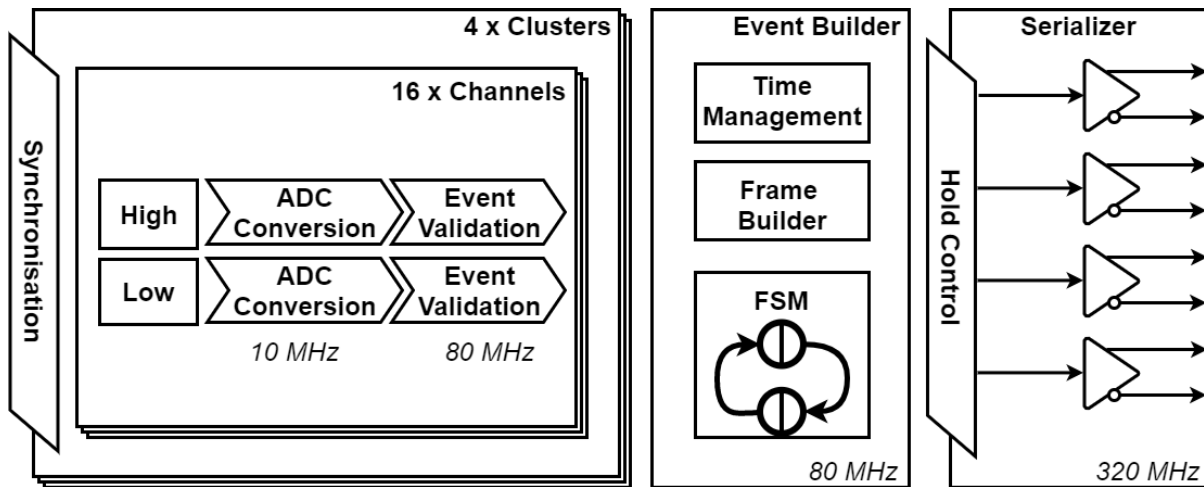 4 x Clusters
16 x Channels
Synchronisation
High
ADC
Conversion
Event
Validation
Low
ADC
Conversion
Event
Validation
10 MHz
80 MHz
Event Builder
Time
Management
Frame
Builder
FSM
80 MHz
Serializer
Hold Control
320 MHz